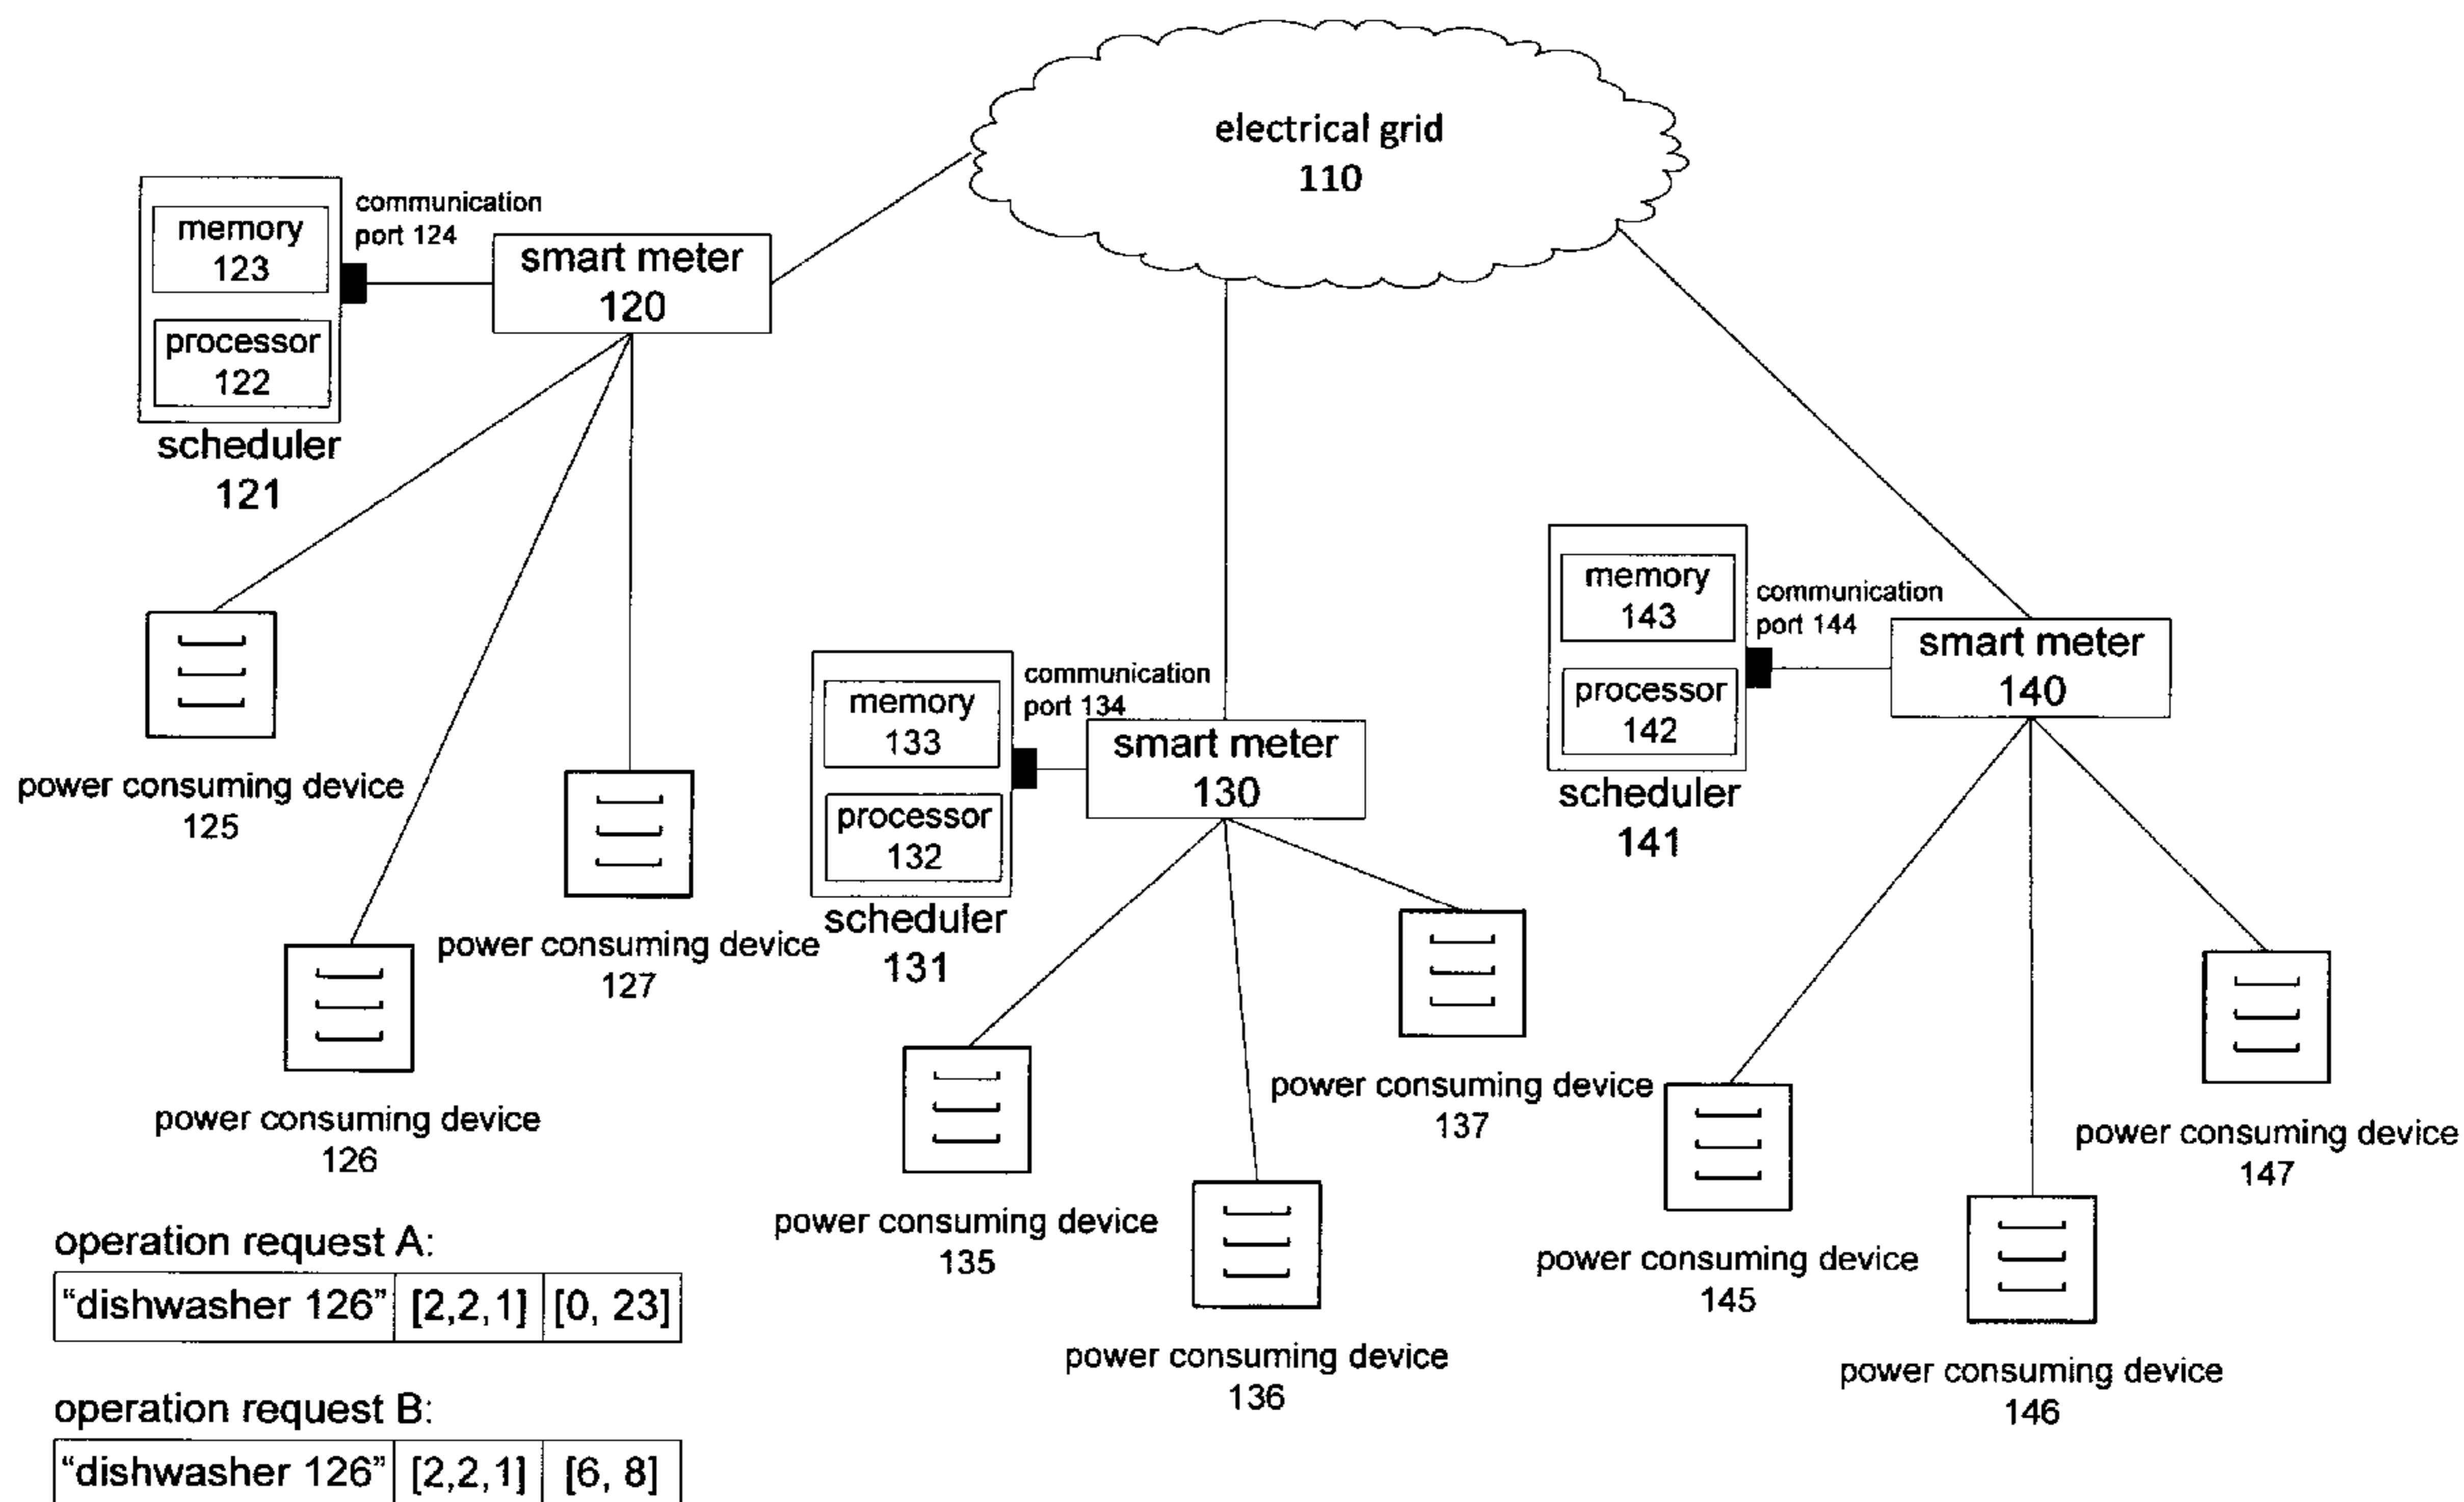 electrical grid
110
communication
port 124
memory
123
processor
122
scheduler
121
smart meter
120
power consuming device
125
power consuming device
126
power consuming device
127
communication
port 134
memory
133
processor
132
scheduler
131
smart meter
130
power consuming device
135
power consuming device
136
power consuming device
137
communication
port 144
memory
143
processor
142
scheduler
141
smart meter
140
power consuming device
145
power consuming device
146
power consuming device
147
operation request A:
“dishwasher 126” [2,2,1] [0, 23]
operation request B:
“dishwasher 126” [2,2,1] [6, 8]